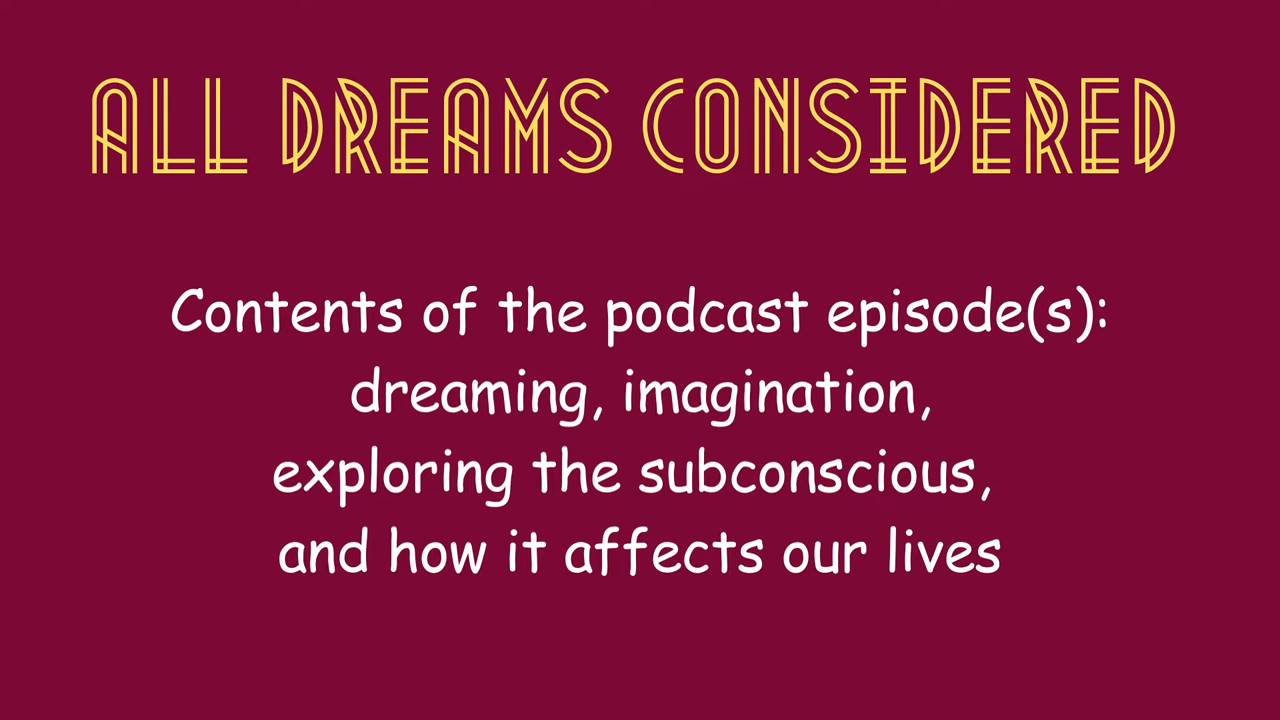 ALL DREAMS CONSIDERED
Contents of the podcast episode(s):
dreaming, imagination,
exploring the subconscious,
and how it affects our lives